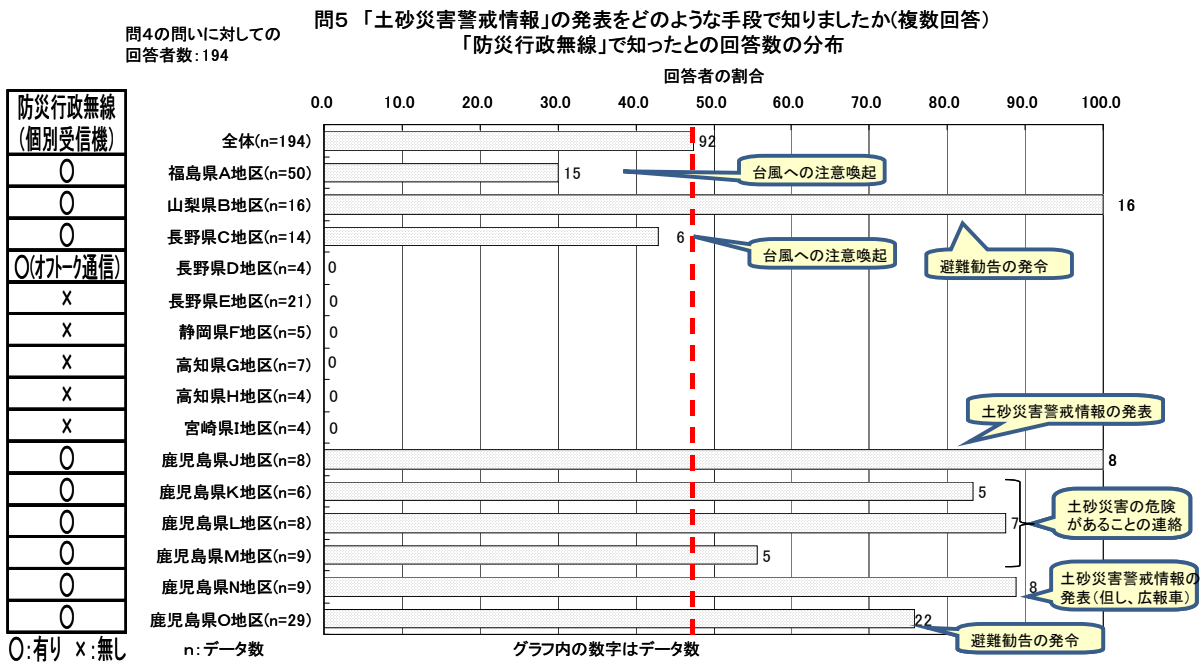 問5 「土砂災害警戒情報」の発表をどのような手段で知りましたか(複数回答)
「防災行政無線」で知ったとの回答数の分布
問4の問いに対しての
回答者数：194
回答者の割合
0.0 10.0 20.0 30.0 40.0 50.0 60.0 70.0 80.0 90.0 100.0
防災行政無線
(個別受信機)
全体(n=194) 92
○ 福島県A地区(n=50) 15 台風への注意喚起
○ 山梨県B地区(n=16) 16
避難勧告の発令
○ 長野県C地区(n=14) 6 台風への注意喚起
○(オフトーク通信) 長野県D地区(n=4) 0
× 長野県E地区(n=21) 0
× 静岡県F地区(n=5) 0
× 高知県G地区(n=7) 0
× 高知県H地区(n=4) 0
× 宮崎県I地区(n=4) 0
土砂災害警戒情報の発表
○ 鹿児島県J地区(n=8) 8
○ 鹿児島県K地区(n=6) 5
○ 鹿児島県L地区(n=8) 7
土砂災害の危険
があることの連絡
○ 鹿児島県M地区(n=9) 5
○ 鹿児島県N地区(n=9) 8
土砂災害警戒情報の
発表(但し、広報車)
○ 鹿児島県O地区(n=29) 22
避難勧告の発令
○:有り ×:無し
n：データ数
グラフ内の数字はデータ数